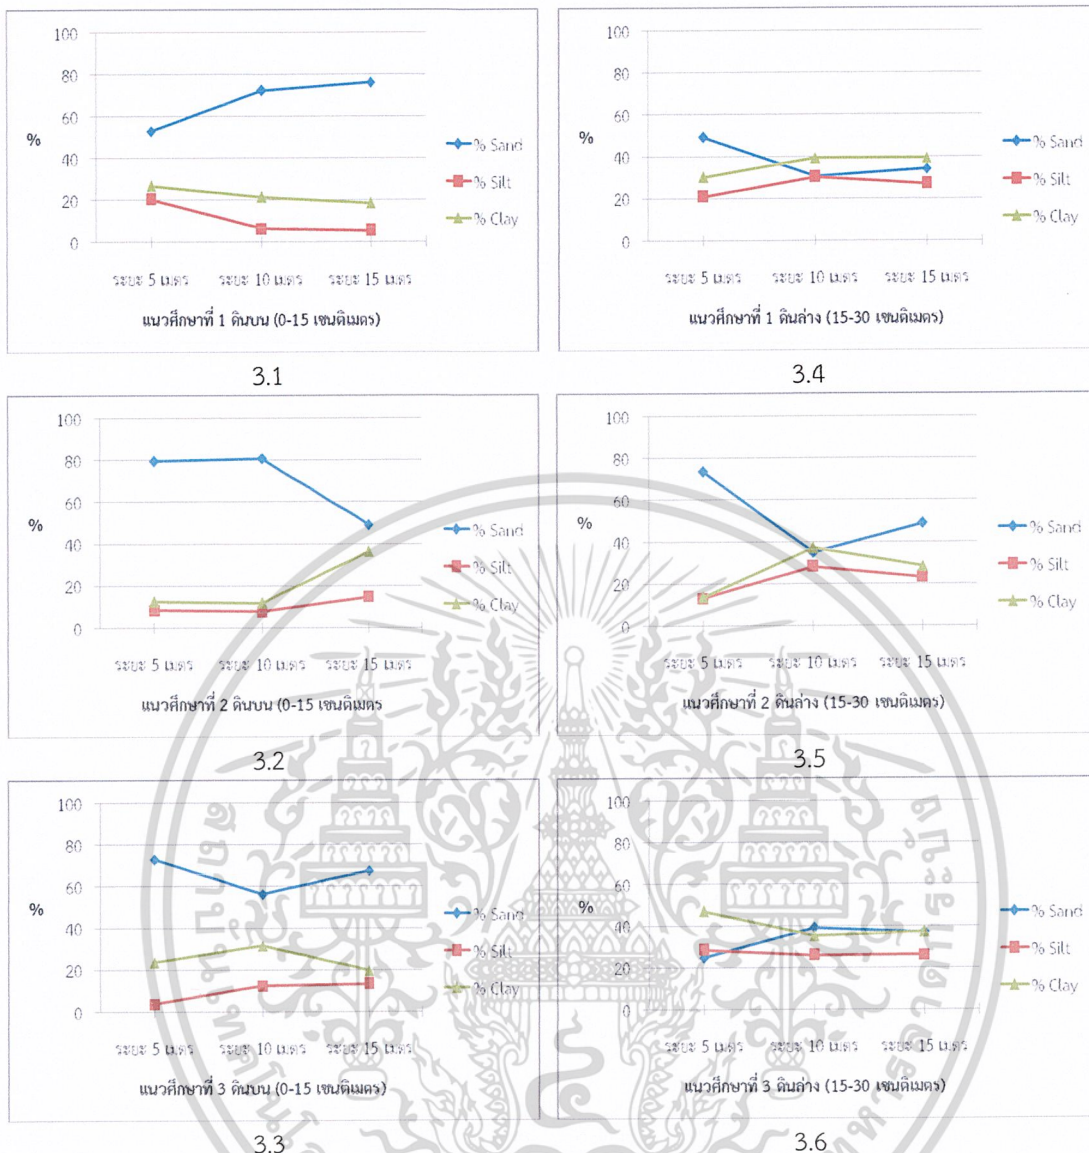 100
80
60
40
20
0
%
% Sand
% Silt
% Clay
ระยะ 5 เมตร ระยะ 10 เมตร ระยะ 15 เมตร
แนวศึกษาที่ 1 ดินบน (0-15 เซนติเมตร)
3.1
100
80
60
40
20
0
%
% Sand
% Silt
% Clay
ระยะ 5 เมตร ระยะ 10 เมตร ระยะ 15 เมตร
แนวศึกษาที่ 1 ดินล่าง (15-30 เซนติเมตร)
3.4
100
80
60
40
20
0
%
% Sand
% Silt
% Clay
ระยะ 5 เมตร ระยะ 10 เมตร ระยะ 15 เมตร
แนวศึกษาที่ 2 ดินบน (0-15 เซนติเมตร
3.2
100
80
60
40
20
0
%
% Sand
% Silt
% Clay
ระยะ 5 เมตร ระยะ 10 เมตร ระยะ 15 เมตร
แนวศึกษาที่ 2 ดินล่าง (15-30 เซนติเมตร)
3.5
100
80
60
40
20
0
%
% Sand
% Silt
% Clay
ระยะ 5 เมตร ระยะ 10 เมตร ระยะ 15 เมตร
แนวศึกษาที่ 3 ดินบน (0-15 เซนติเมตร)
3.3
100
80
60
40
20
0
%
% Sand
% Silt
% Clay
ระยะ 5 เมตร ระยะ 10 เมตร ระยะ 15 เมตร
แนวศึกษาที่ 3 ดินล่าง (15-30 เซนติเมตร)
3.6